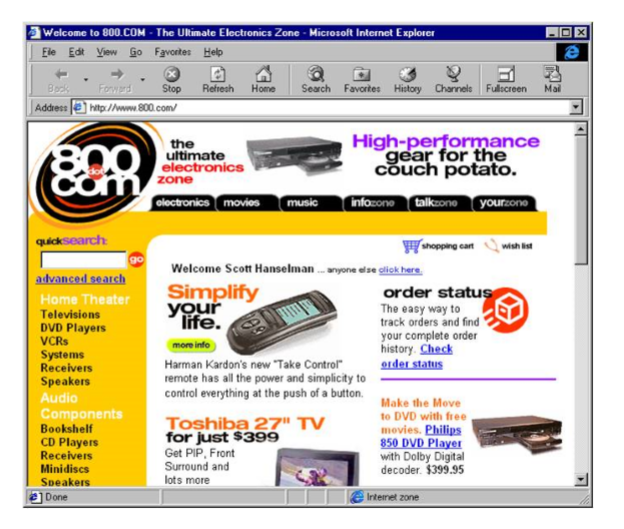 Welcome to 800.COM - The Ultimate Electronics Zone - Microsoft Internet Explorer
File Edit View Go Favorites Help
Back Forward Stop Refresh Home Search Favorites History Channels Fullscreen Mail
Address http://www.800.com/
800 dot com
the ultimate electronics zone
High-performance
gear for the
couch potato.
electronics movies music infozone talkzone yourzone
quicksearch:
go
advanced search
shopping cart wish list
Welcome Scott Hanselman ... anyone else click here.
Home Theater
Televisions
DVD Players
VCRs
Systems
Receivers
Speakers
Audio
Components
Bookshelf
CD Players
Receivers
Minidiscs
Speakers
Simplify
your
life.
more info
Harman Kardon's new "Take Control"
remote has all the power and simplicity to
control everything at the push of a button.
Toshiba 27" TV
for just $399
Get PIP, Front
Surround and
lots more
order status
The easy way to
track orders and find
your complete order
history. Check
order status
Make the Move
to DVD with free
movies. Philips
850 DVD Player
with Dolby Digital
decoder. $399.95
Done
Internet zone